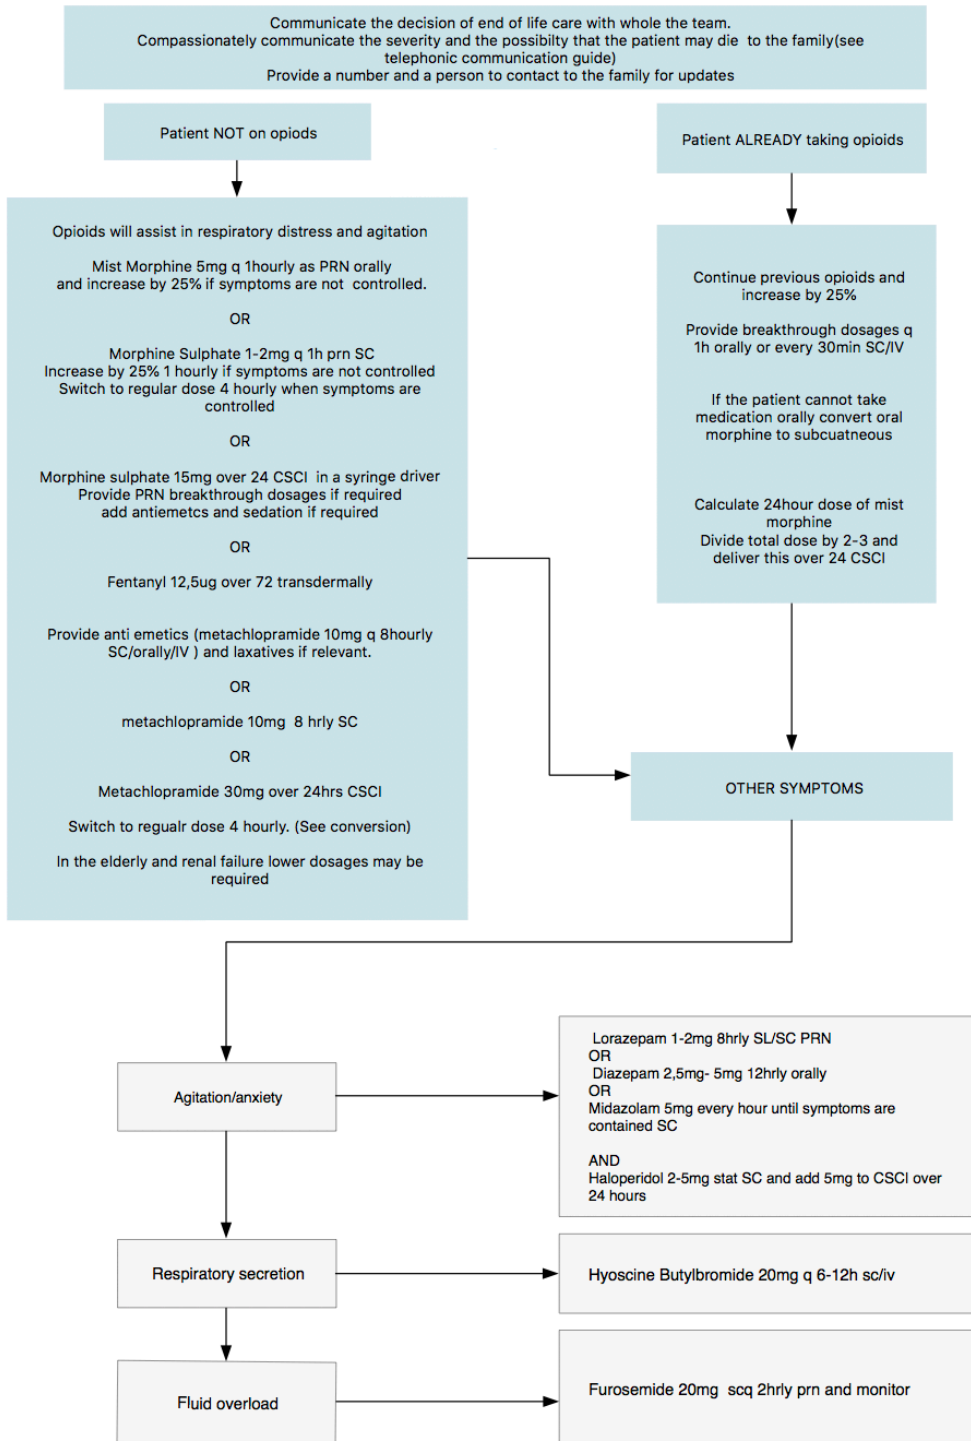 Communicate the decision of end of life care with whole the team.
Compassionately communicate the severity and the possibilty that the patient may die to the family(see
telephonic communication guide)
Provide a number and a person to contact to the family for updates
Patient NOT on opiods
Patient ALREADY taking opioids
Opioids will assist in respiratory distress and agitation
Mist Morphine 5mg q 1hourly as PRN orally
and increase by 25% if symptoms are not controlled.
OR
Morphine Sulphate 1-2mg q 1h prn SC
Increase by 25% 1 hourly if symptoms are not controlled
Switch to regular dose 4 hourly when symptoms are
controlled
OR
Morphine sulphate 15mg over 24 CSCI in a syringe driver
Provide PRN breakthrough dosages if required
add antiemetcs and sedation if required
OR
Fentanyl 12,5ug over 72 transdermally
Provide anti emetics (metachlopramide 10mg q 8hourly
SC/orally/IV ) and laxatives if relevant.
OR
metachlopramide 10mg 8 hrly SC
OR
Metachlopramide 30mg over 24hrs CSCI
Switch to regualr dose 4 hourly. (See conversion)
In the elderly and renal failure lower dosages may be
required
Continue previous opioids and
increase by 25%
Provide breakthrough dosages q
1h orally or every 30min SC/IV
If the patient cannot take
medication orally convert oral
morphine to subcuatneous
Calculate 24hour dose of mist
morphine
Divide total dose by 2-3 and
deliver this over 24 CSCI
OTHER SYMPTOMS
Agitation/anxiety
Lorazepam 1-2mg 8hrly SL/SC PRN
OR
Diazepam 2,5mg- 5mg 12hrly orally
OR
Midazolam 5mg every hour until symptoms are
contained SC
AND
Haloperidol 2-5mg stat SC and add 5mg to CSCI over
24 hours
Respiratory secretion
Hyoscine Butylbromide 20mg q 6-12h sc/iv
Fluid overload
Furosemide 20mg scq 2hrly prn and monitor